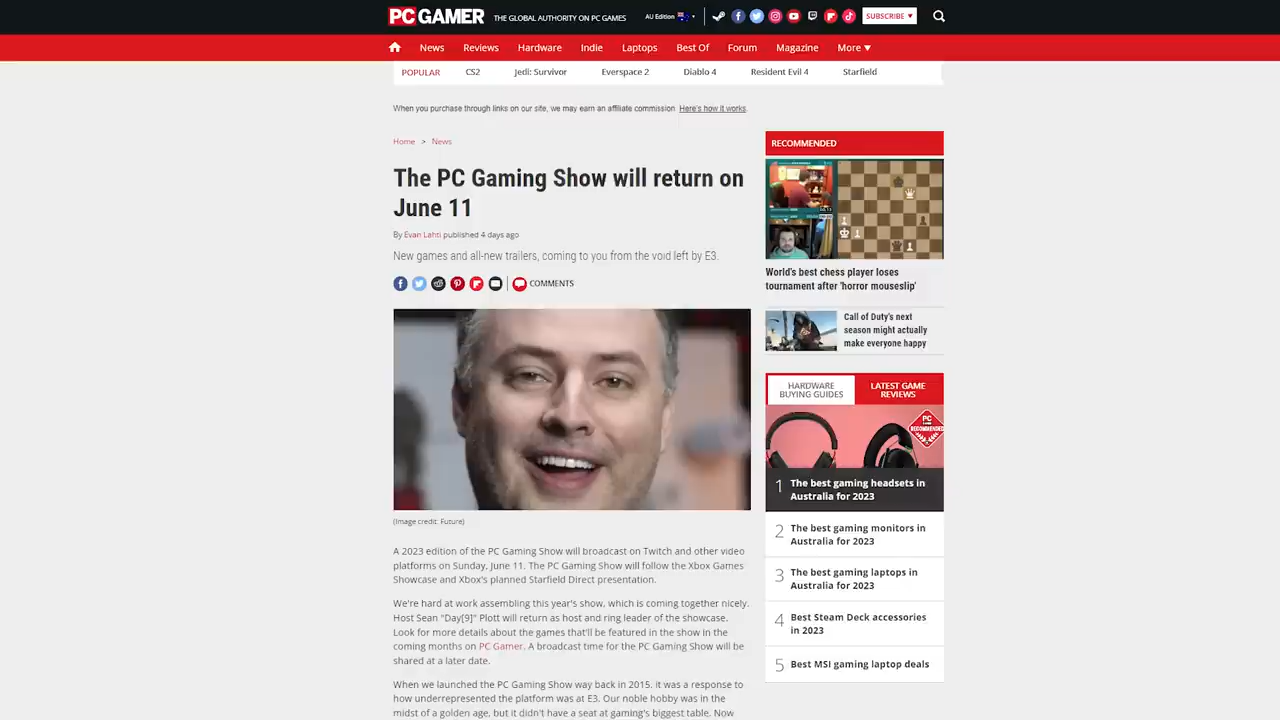 PC GAMER THE GLOBAL AUTHORITY ON PC GAMES AU Edition SUBSCRIBE
News Reviews Hardware Indie Laptops Best Of Forum Magazine More
POPULAR CS2 Jedi: Survivor Everspace 2 Diablo 4 Resident Evil 4 Starfield
When you purchase through links on our site, we may earn an affiliate commission Here's how it works.
Home > News
The PC Gaming Show will return on
June 11
By Evan Lahti published 4 days ago
New games and all-new trailers, coming to you from the void left by E3.
COMMENTS
(Image credit: Future)
A 2023 edition of the PC Gaming Show will broadcast on Twitch and other video
platforms on Sunday, June 11. The PC Gaming Show will follow the Xbox Games
Showcase and Xbox's planned Starfield Direct presentation.
We're hard at work assembling this year's show, which is coming together nicely.
Host Sean "Day[9]" Plott will return as host and ring leader of the showcase.
Look for more details about the games that'll be featured in the show in the
coming months on PC Gamer. A broadcast time for the PC Gaming Show will be
shared at a later date.
When we launched the PC Gaming Show way back in 2015, it was a response to
how underrepresented the platform was at E3. Our noble hobby was in the
midst of a golden age, but it didn't have a seat at gaming's biggest table. Now
RECOMMENDED
World's best chess player loses
tournament after 'horror mouseslip'
Call of Duty's next
season might actually
make everyone happy
HARDWARE
BUYING GUIDES
LATEST GAME
REVIEWS
PC
RECOMMENDED
1 The best gaming headsets in
Australia for 2023
2 The best gaming monitors in
Australia for 2023
3 The best gaming laptops in
Australia for 2023
4 Best Steam Deck accessories
in 2023
5 Best MSI gaming laptop deals